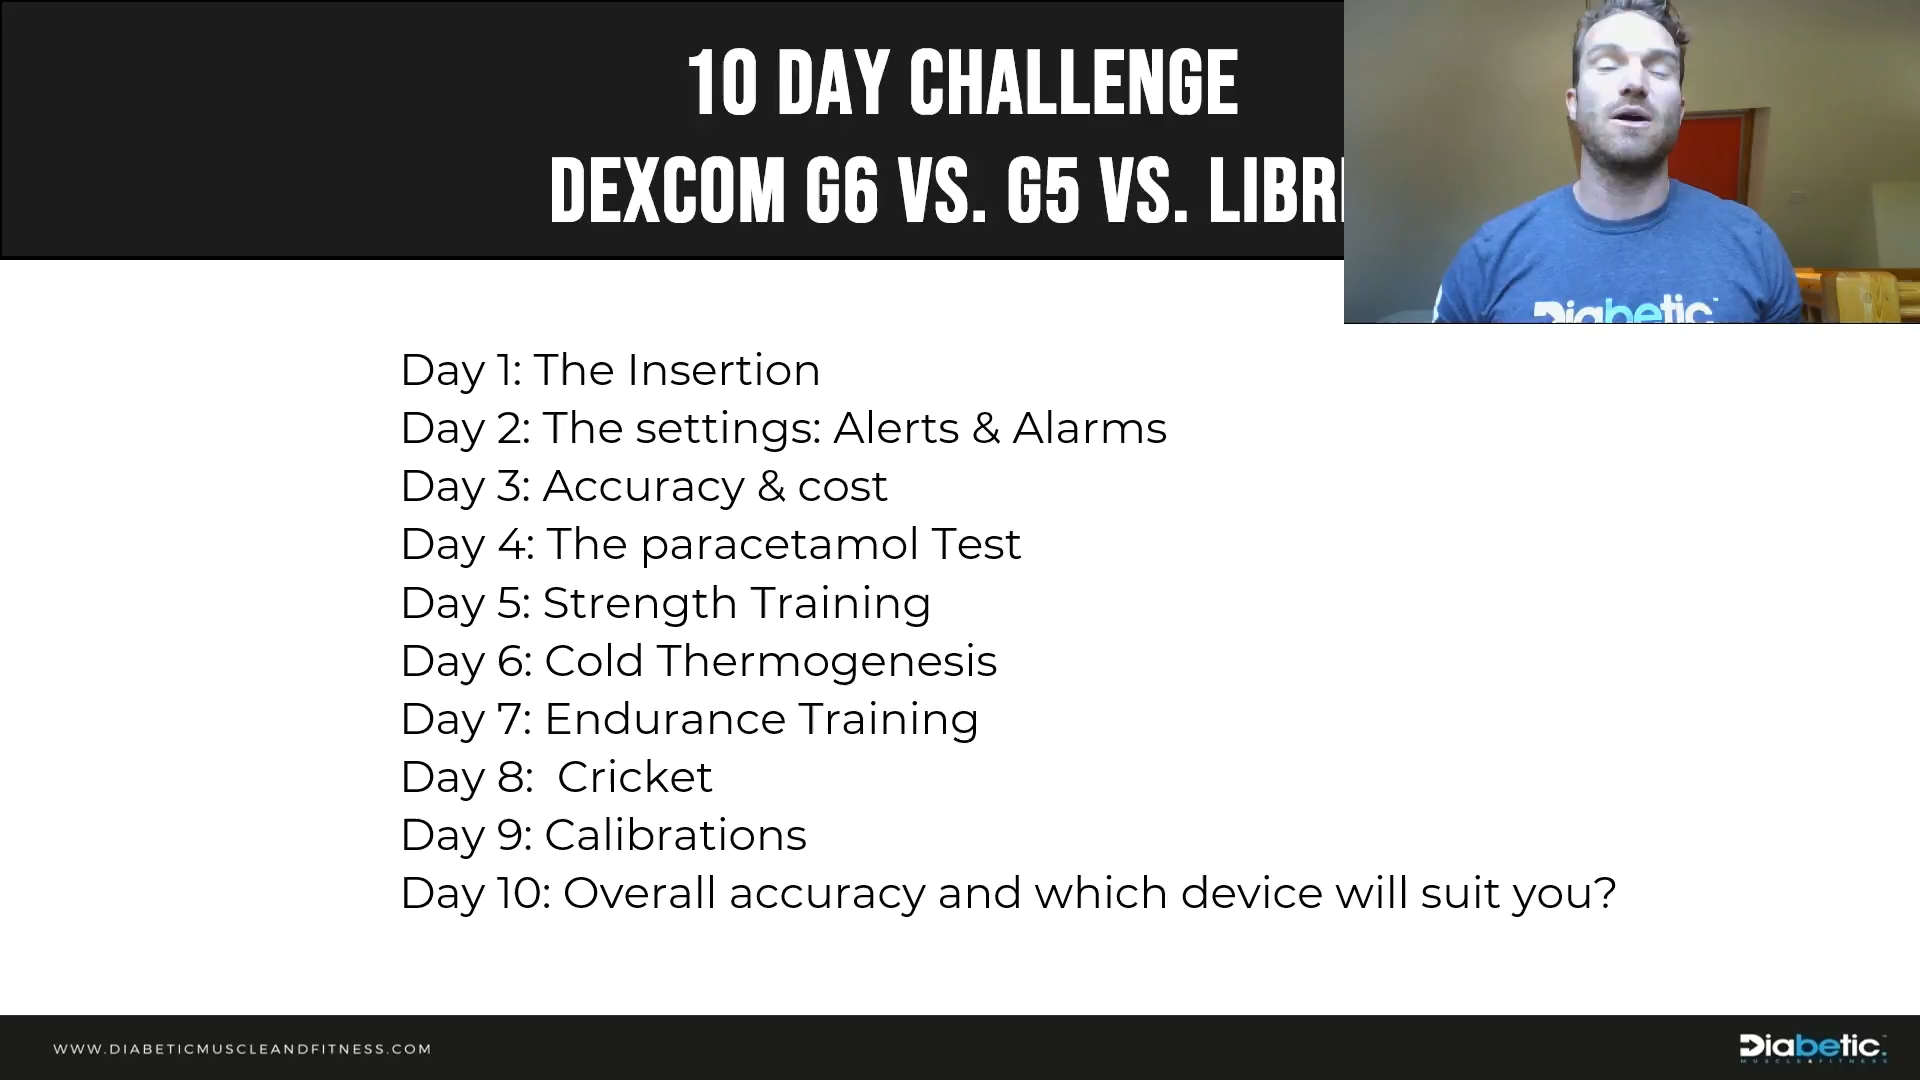 10 DAY CHALLENGE
DEXCOM G6 VS. G5 VS. LIBR
Diabetic.
Day 1: The Insertion
Day 2: The settings: Alerts & Alarms
Day 3: Accuracy & cost
Day 4: The paracetamol Test
Day 5: Strength Training
Day 6: Cold Thermogenesis
Day 7: Endurance Training
Day 8: Cricket
Day 9: Calibrations
Day 10: Overall accuracy and which device will suit you?
WWW.DIABETICMUSCLEANDFITNESS.COM
Diabetic.
MUSCLE & FITNESS